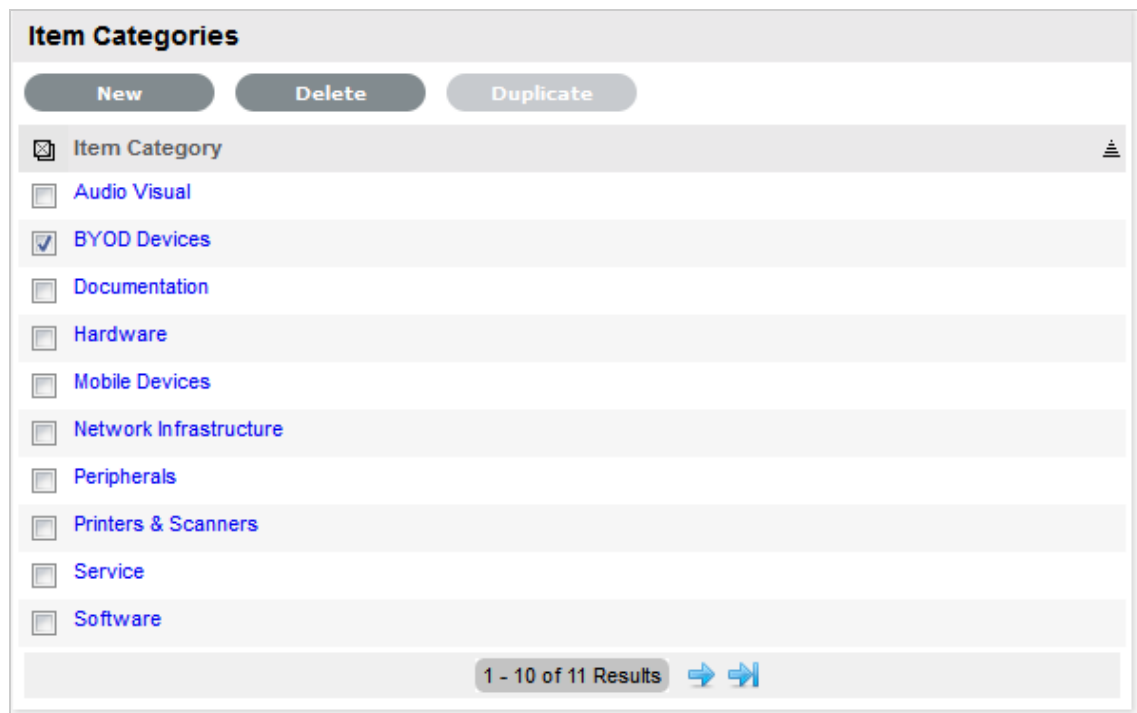 Item Categories
New Delete Duplicate
Item Category
Audio Visual
BYOD Devices
Documentation
Hardware
Mobile Devices
Network Infrastructure
Peripherals
Printers & Scanners
Service
Software
1 - 10 of 11 Results